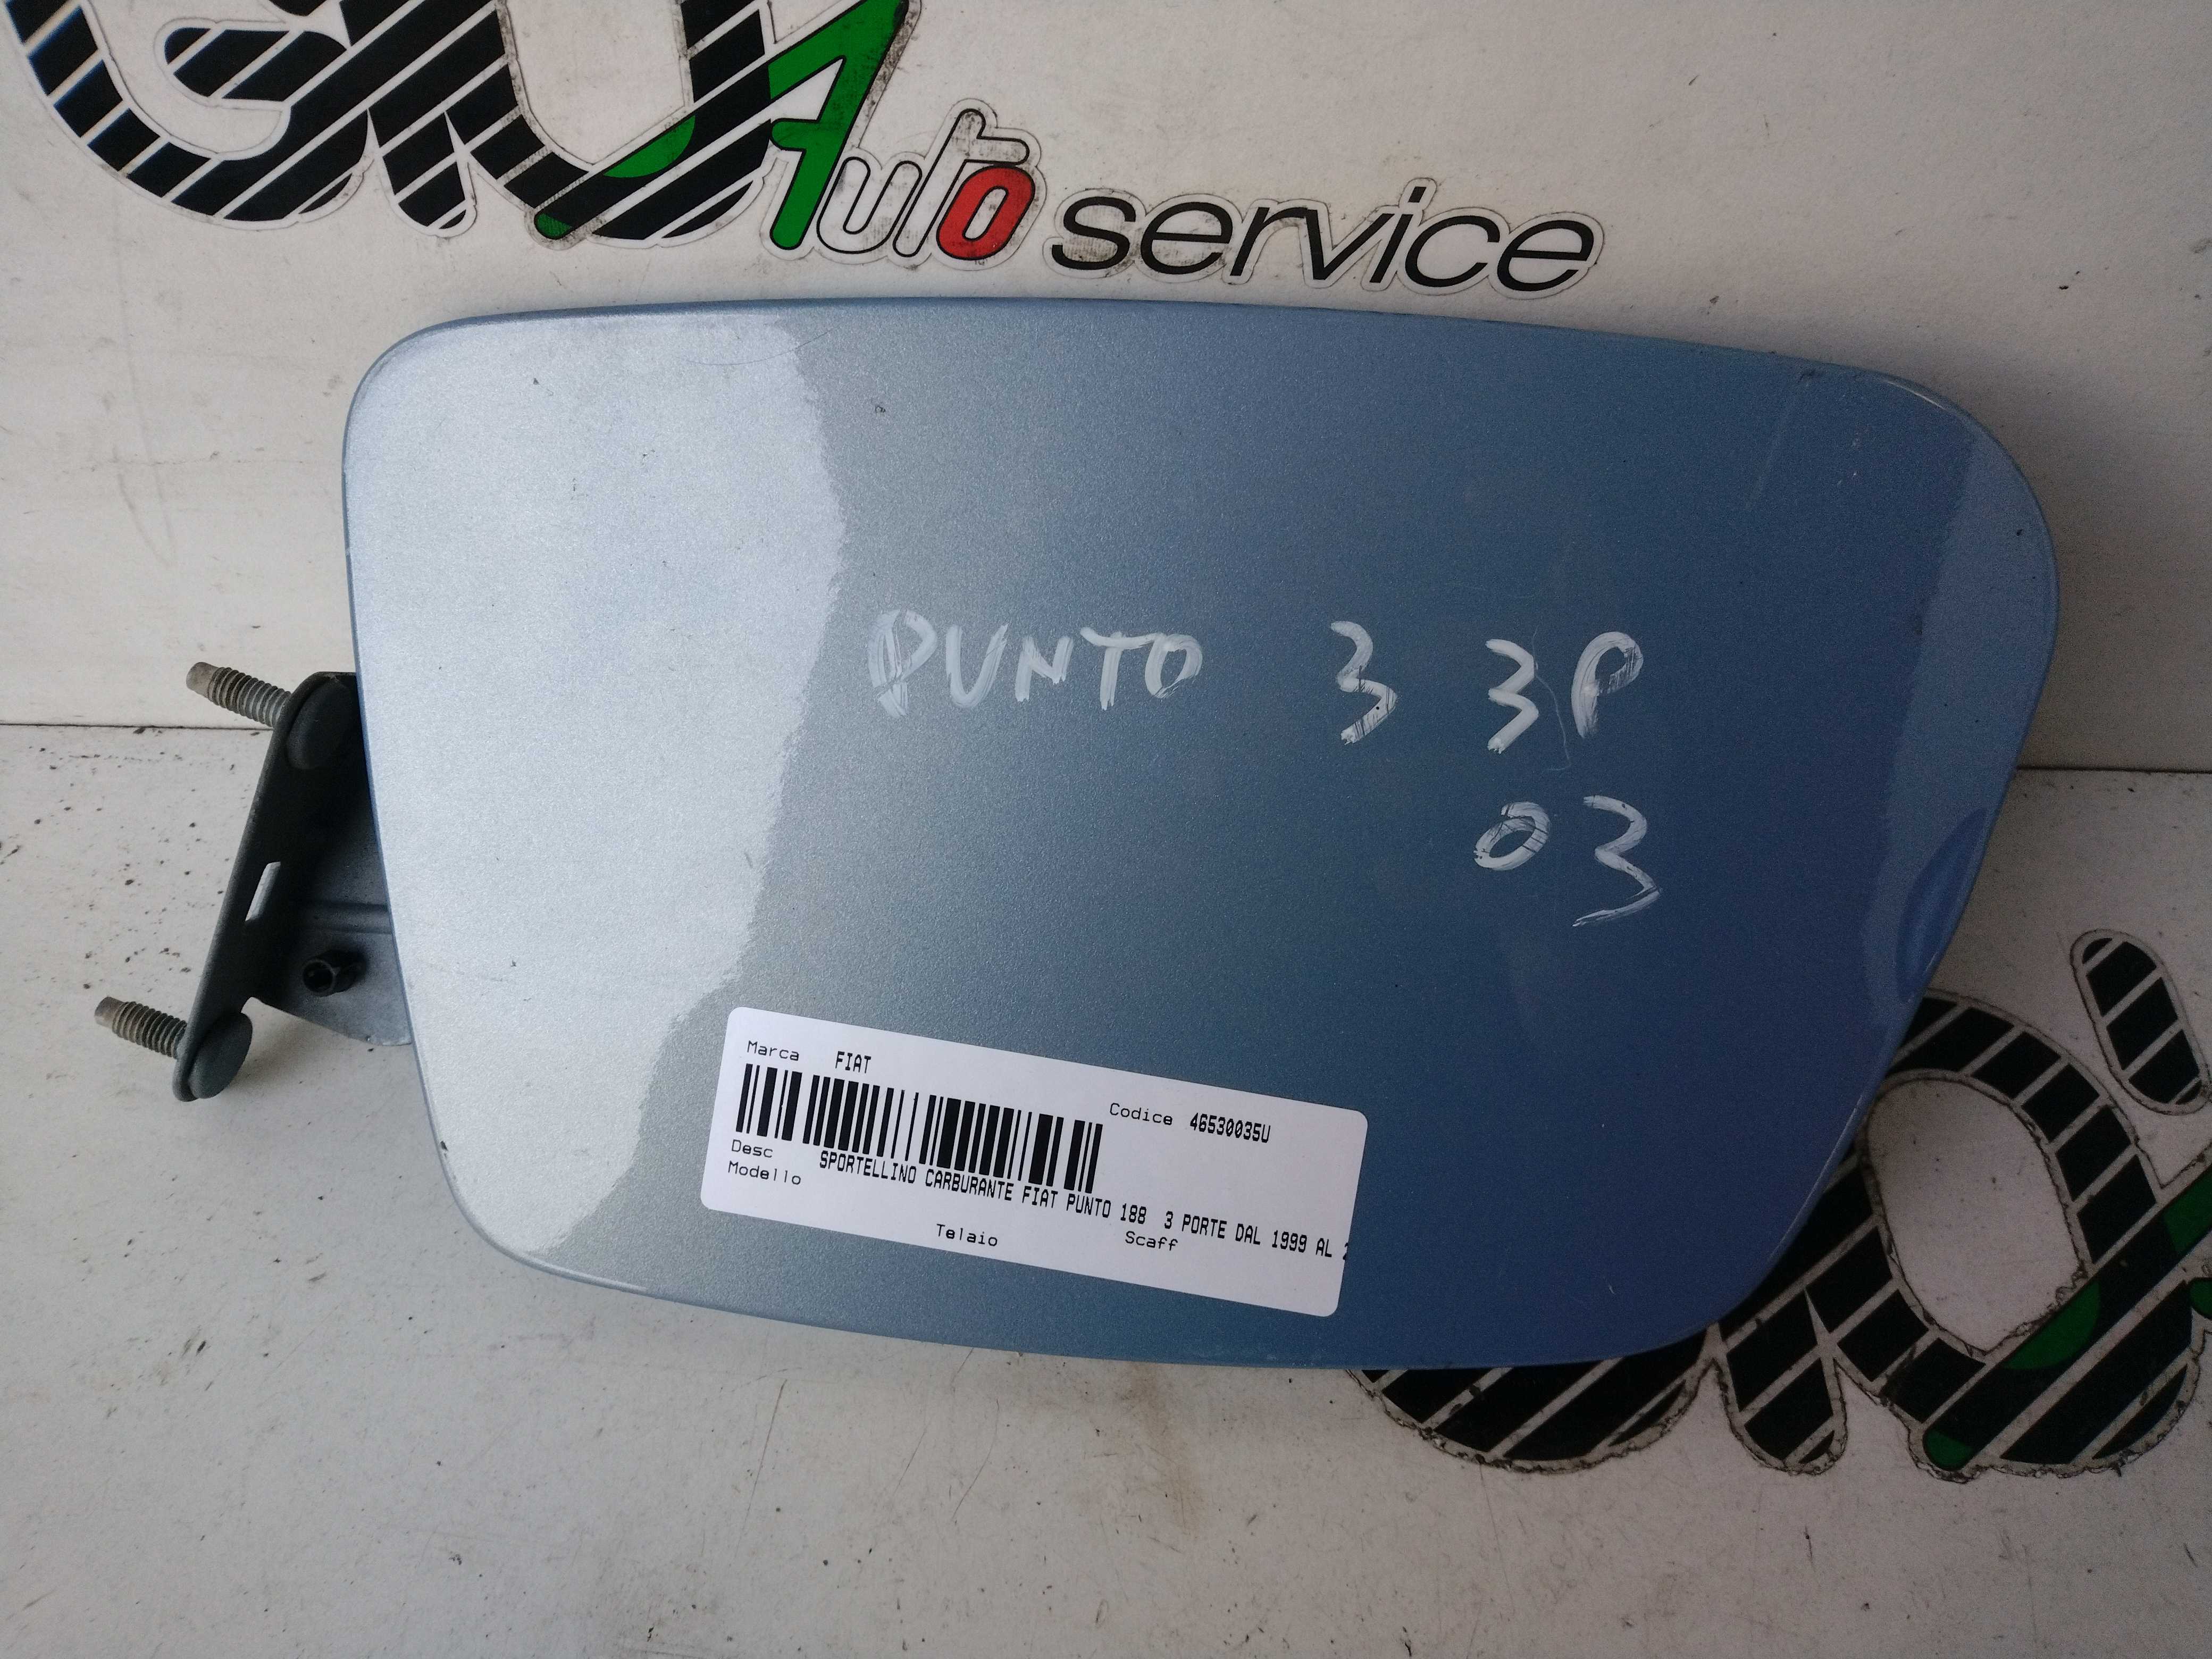 Auto service
PUNTO 3 3P
03
Marca FIAT
Codice 46530035U
Desc SPORTELLINO CARBURANTE FIAT PUNTO 188 3 PORTE DAL 1999 AL 2
Modello
Telaio Scaff